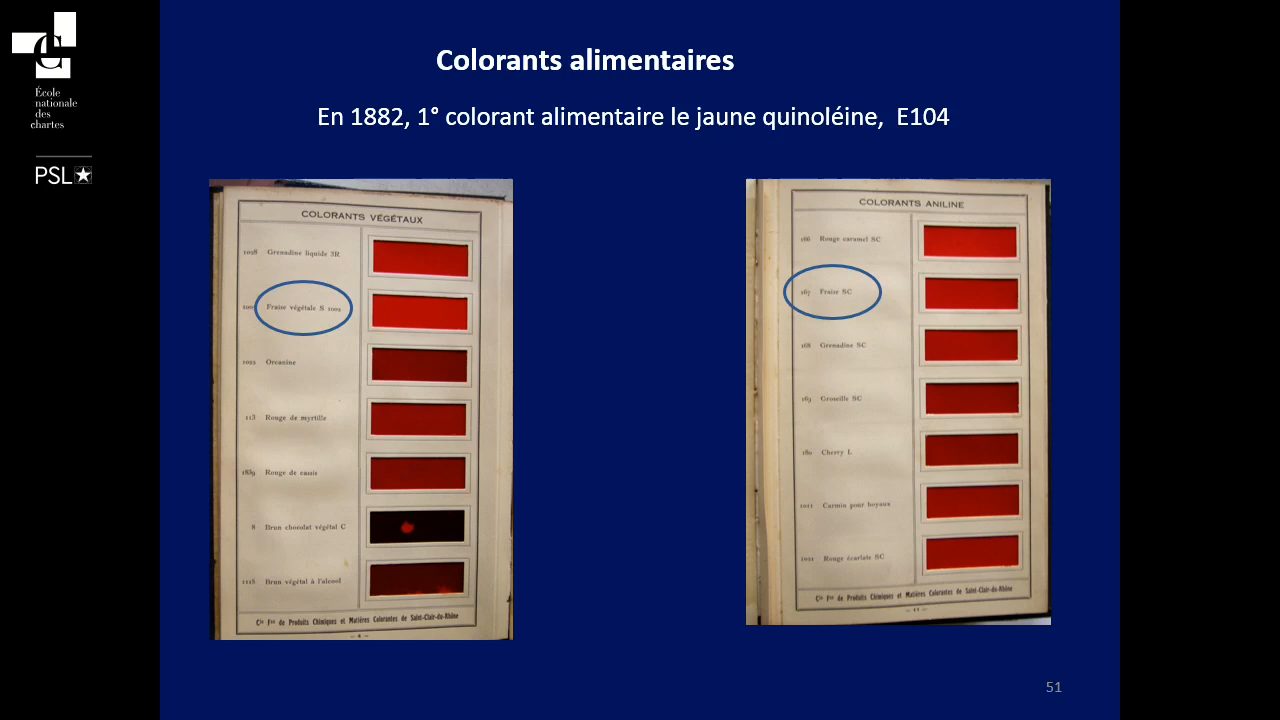 École
nationale
des
chartes
PSL
Colorants alimentaires
En 1882, 1° colorant alimentaire le jaune quinoléine, E104
COLORANTS VÉGÉTAUX
1028 Grenadine liquide 3R
Fraise végétale S 1002
1022 Orcanine
113 Rouge de myrtille
1839 Rouge de cassis
8 Brun chocolat végétal C
1115 Brun végétal à l'alcool
Cie Fse de Produits Chimiques et Matières Colorantes de Saint-Clair-du-Rhône
COLORANTS ANILINE
166 Rouge caramel SC
167 Fraise SC
168 Grenadine SC
169 Groseille SC
180 Cherry L
1011 Carmin pour boyaux
1021 Rouge écarlate SC
Cie Fse de Produits Chimiques et Matières Colorantes de Saint-Clair-du-Rhône
— 11 —
51